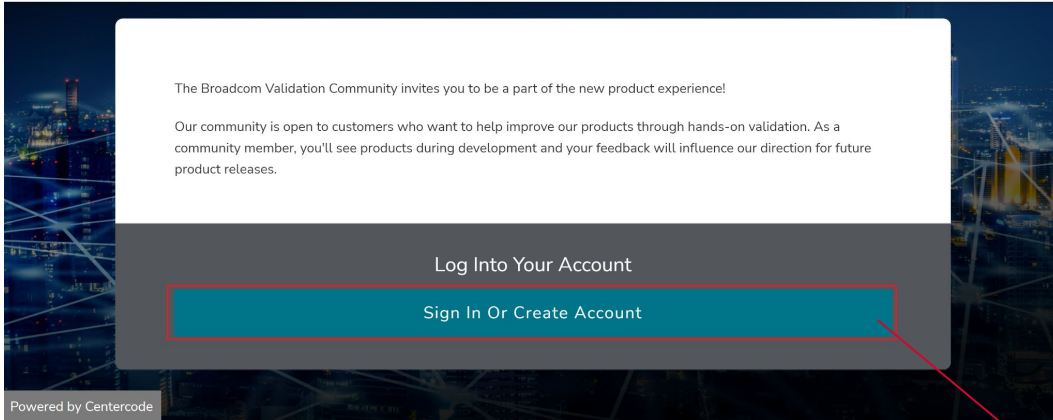 The Broadcom Validation Community invites you to be a part of the new product experience!
Our community is open to customers who want to help improve our products through hands-on validation. As a
community member, you'll see products during development and your feedback will influence our direction for future
product releases.
Log Into Your Account
Sign In Or Create Account
Powered by Centercode